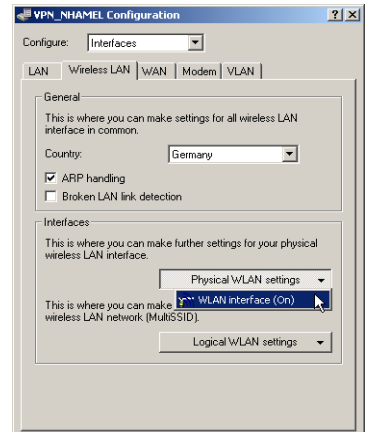 VPN_NHAMEL Configuration
Configure: Interfaces
LAN Wireless LAN WAN Modem VLAN
General
This is where you can make settings for all wireless LAN
interface in common.
Country: Germany
ARP handling
Broken LAN link detection
Interfaces
This is where you can make further settings for your physical
wireless LAN interface.
Physical WLAN settings
WLAN interface (On)
This is where you can make
wireless LAN network (MultiSSID).
Logical WLAN settings